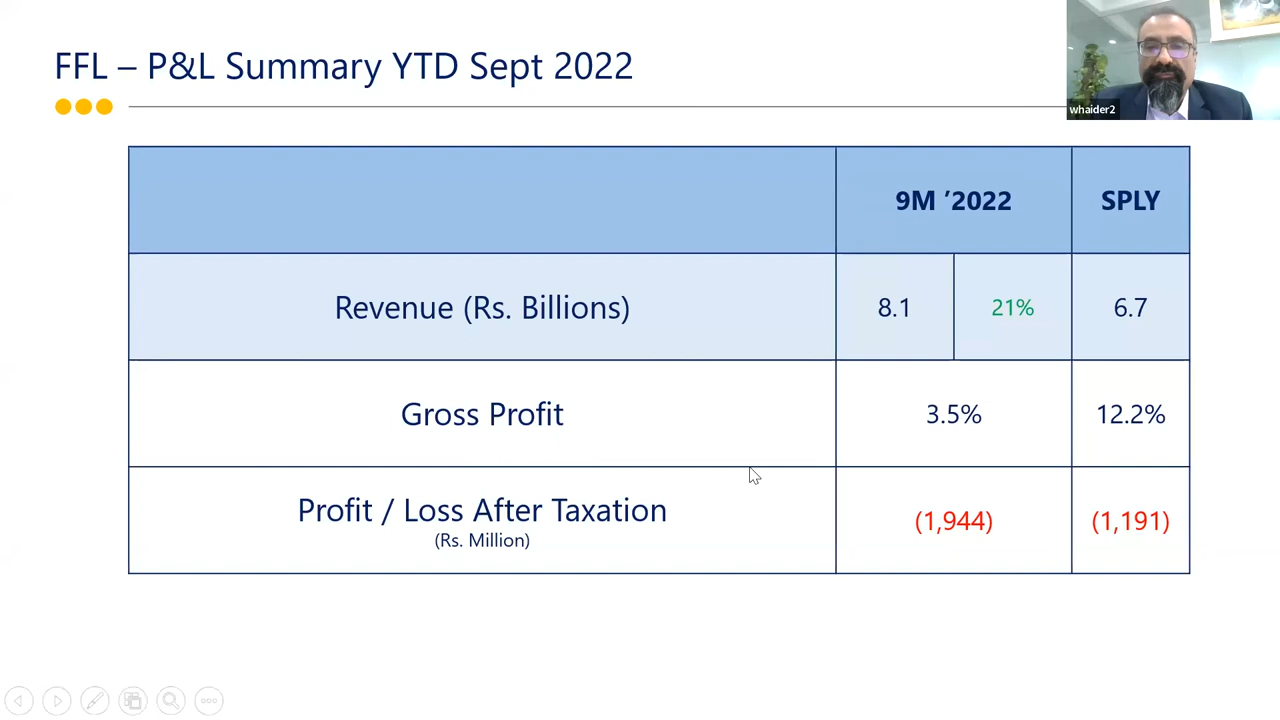 FFL – P&L Summary YTD Sept 2022
whaider2
9M ’2022 SPLY
Revenue (Rs. Billions) 8.1 21% 6.7
Gross Profit 3.5% 12.2%
Profit / Loss After Taxation (1,944) (1,191)
(Rs. Million)